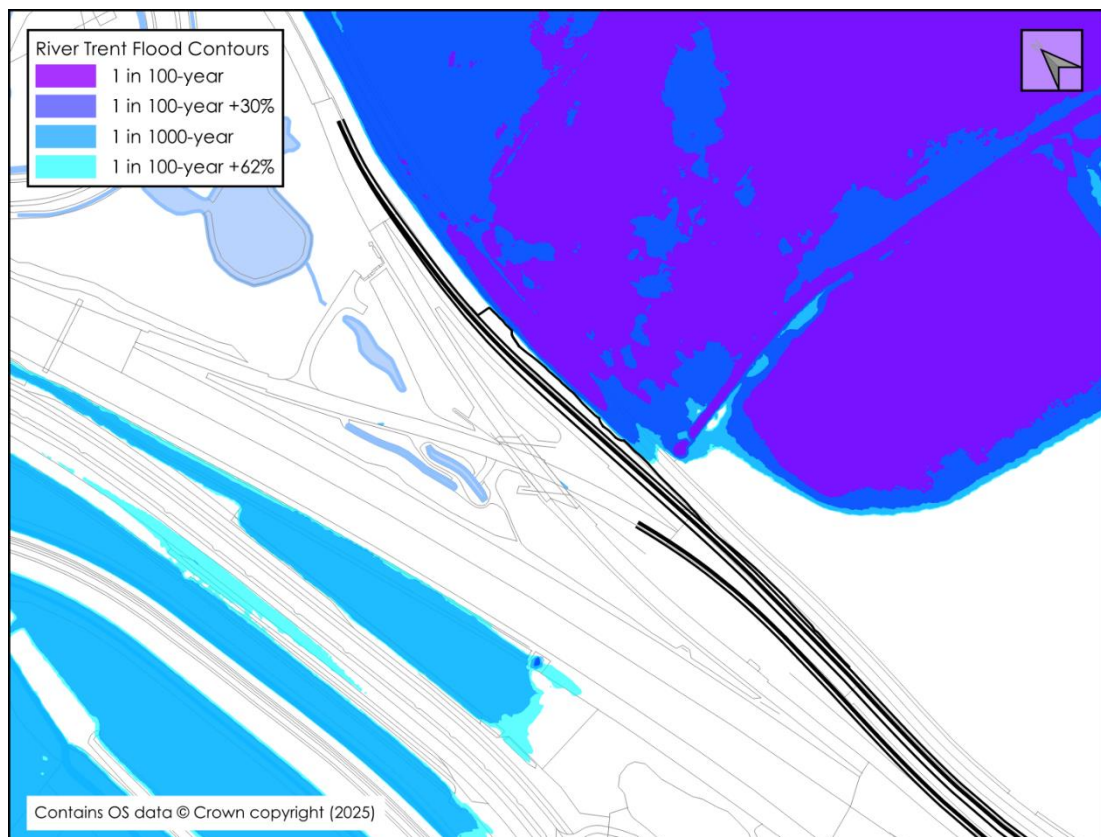 River Trent Flood Contours
1 in 100-year
1 in 100-year +30%
1 in 1000-year
1 in 100-year +62%
Contains OS data © Crown copyright (2025)